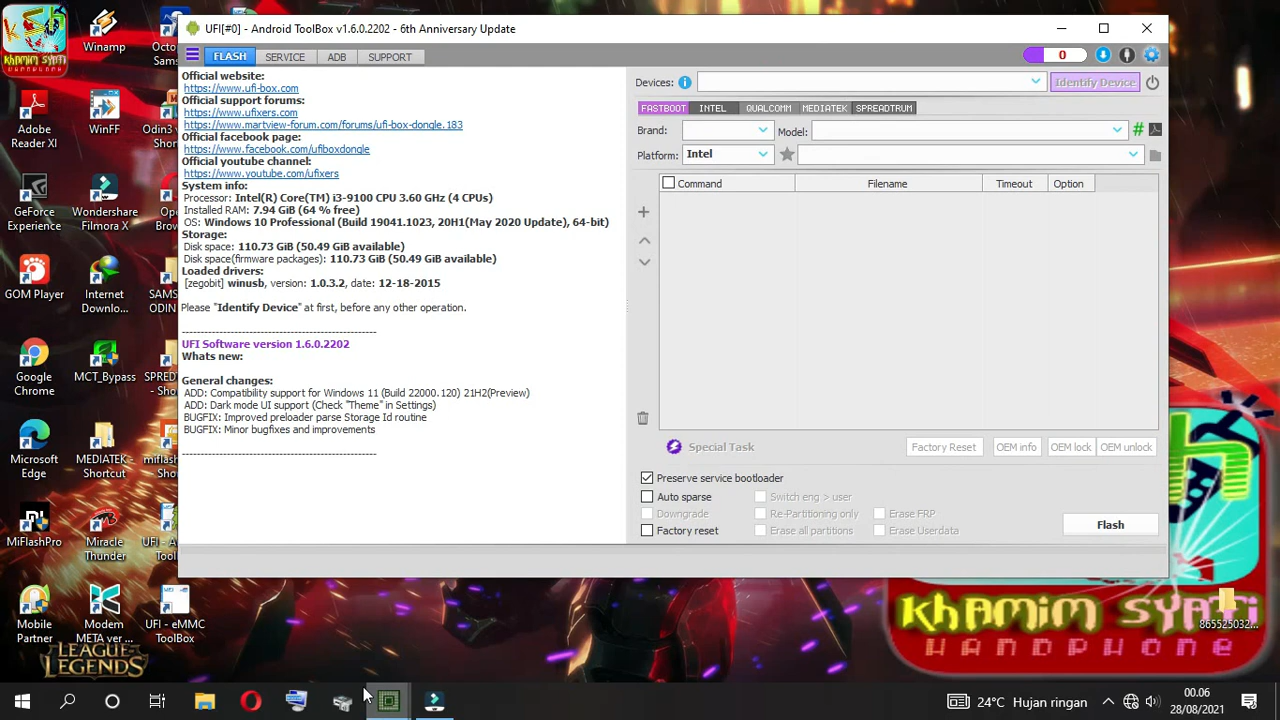 UFI[#0] - Android ToolBox v1.6.0.2202 - 6th Anniversary Update
FLASH SERVICE ADB SUPPORT
0
Official website:
https://www.ufi-box.com
Official support forums:
https://www.ufixers.com
https://www.martview-forum.com/forums/ufi-box-dongle.183
Official facebook page:
https://www.facebook.com/ufiboxdongle
Official youtube channel:
https://www.youtube.com/ufixers
System info:
Processor: Intel(R) Core(TM) i3-9100 CPU 3.60 GHz (4 CPUs)
Installed RAM: 7.94 GiB (64 % free)
OS: Windows 10 Professional (Build 19041.1023, 20H1(May 2020 Update), 64-bit)
Storage:
Disk space: 110.73 GiB (50.49 GiB available)
Disk space(firmware packages): 110.73 GiB (50.49 GiB available)
Loaded drivers:
[zegobit] winusb, version: 1.0.3.2, date: 12-18-2015
Please "Identify Device" at first, before any other operation.
-----------------------------------------------------
UFI Software version 1.6.0.2202
Whats new:
General changes:
ADD: Compatibility support for Windows 11 (Build 22000.120) 21H2(Preview)
ADD: Dark mode UI support (Check "Theme" in Settings)
BUGFIX: Improved preloader parse Storage Id routine
BUGFIX: Minor bugfixes and improvements
-----------------------------------------------------
Devices: Identify Device
FASTBOOT INTEL QUALCOMM MEDIATEK SPREADTRUM
Brand: Model: #
Platform: Intel
Command Filename Timeout Option
Special Task Factory Reset OEM info OEM lock OEM unlock
Preserve service bootloader
Auto sparse Switch eng > user
Downgrade Re-Partitioning only Erase FRP
Factory reset Erase all partitions Erase Userdata
Flash
KHAMIM SYATI
Winamp
Adobe
Reader XI
WinFF
Odin3
GeForce
Experience
Wondershare
Filmora X
GOM Player
Internet
Downlo...
ODIN
Google
Chrome
MCT_Bypass
Microsoft
Edge
MEDIATEK -
Shortcut
MiFlashPro
Miracle
Thunder
Mobile
Partner
Modem
META ver ...
UFI - eMMC
ToolBox
LEAGUE OF
LEGENDS
KHAMIM SYATI
HANDPHONE
865525032...
24°C Hujan ringan
00.06
28/08/2021